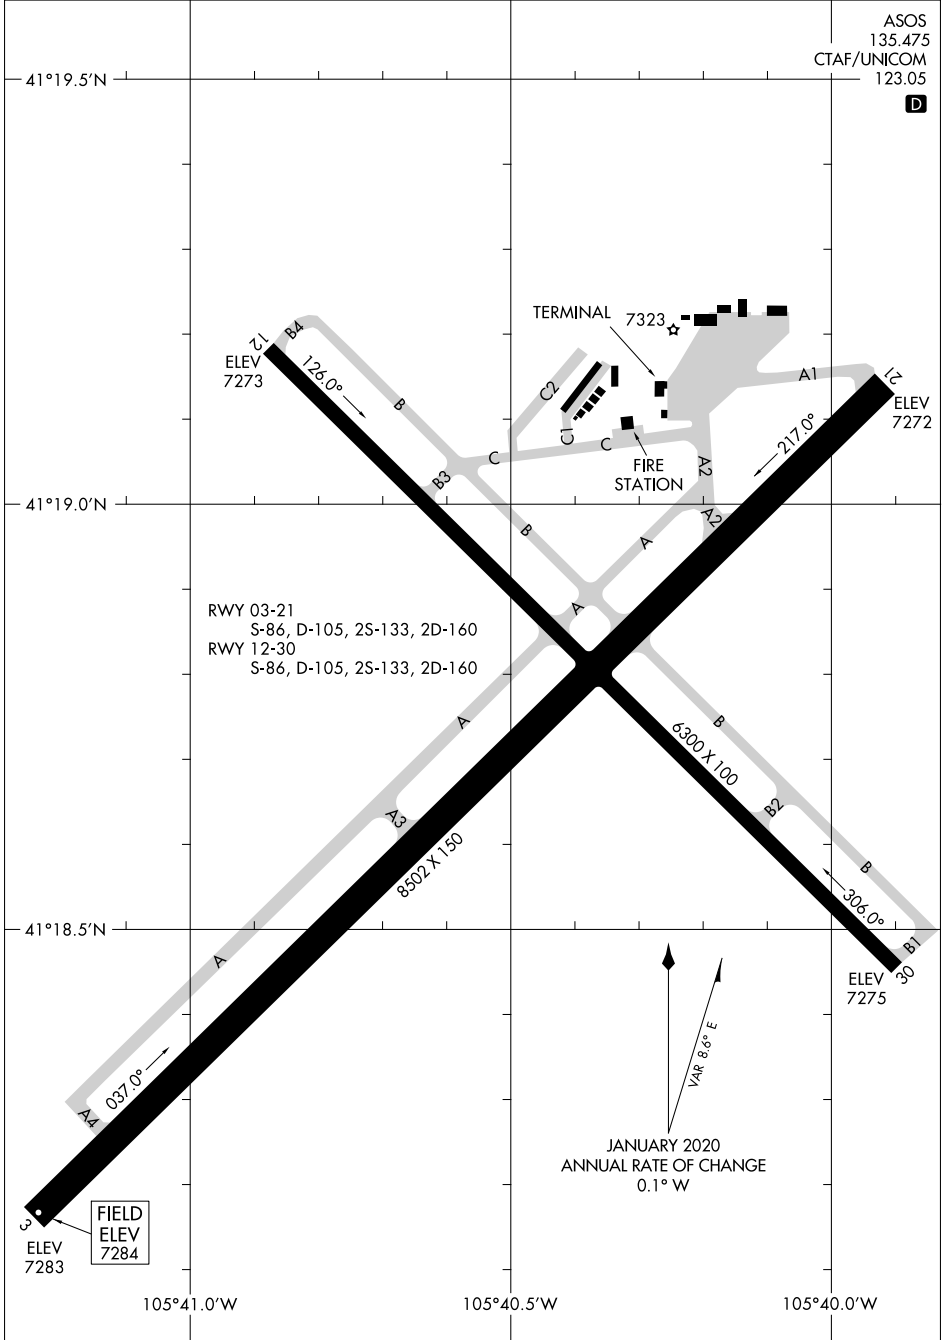 ASOS
135.475
CTAF/UNICOM
123.05
D
41°19.5'N
TERMINAL
7323
12
B4
ELEV
7273
126.0°
B
C2
C1
A1
21
ELEV
7272
217.0°
C
C
FIRE
STATION
A2
B3
41°19.0'N
A2
B
A
A
RWY 03-21
S-86, D-105, 2S-133, 2D-160
RWY 12-30
S-86, D-105, 2S-133, 2D-160
A
B
6300 X 100
B2
A3
8502 X 150
B
306.0°
41°18.5'N
A
B1
30
ELEV
7275
VAR 8.6° E
037.0°
A4
JANUARY 2020
ANNUAL RATE OF CHANGE
0.1° W
3
FIELD
ELEV
7284
ELEV
7283
105°41.0'W
105°40.5'W
105°40.0'W